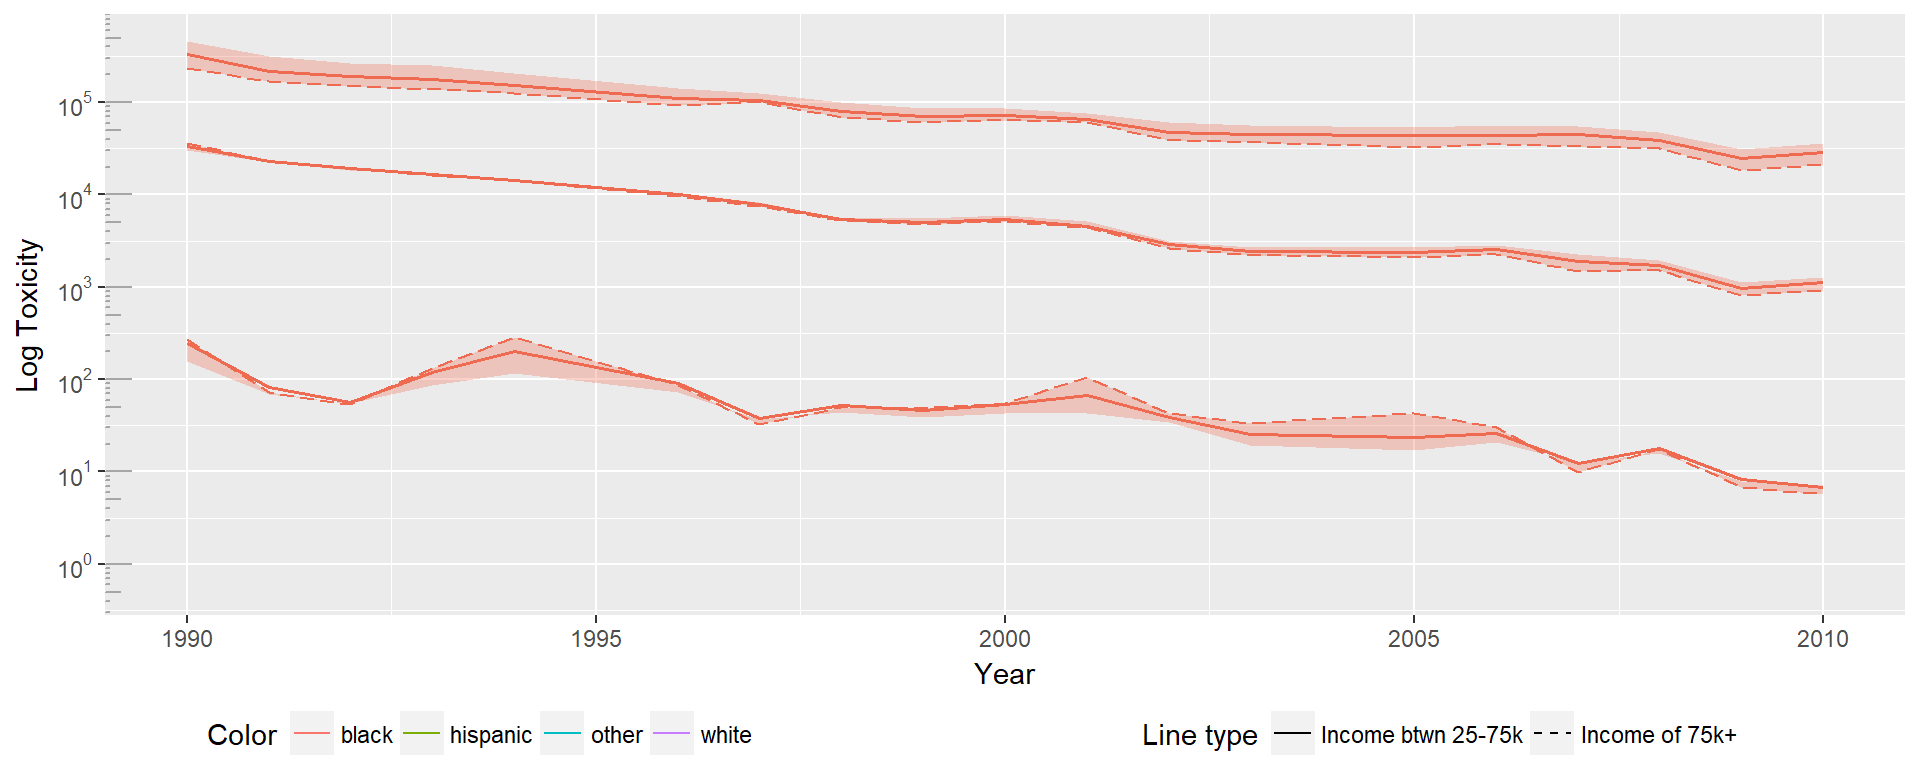 Log Toxicity
10^5
10^4
10^3
10^2
10^1
10^0
1990 1995 2000 2005 2010
Year
Color black hispanic other white
Line type Income btwn 25-75k Income of 75k+